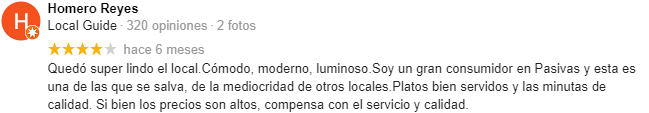 H
Homero Reyes
Local Guide · 320 opiniones · 2 fotos
hace 6 meses
Quedó super lindo el local.Cómodo, moderno, luminoso.Soy un gran consumidor en Pasivas y esta es
una de las que se salva, de la mediocridad de otros locales.Platos bien servidos y las minutas de
calidad. Si bien los precios son altos, compensa con el servicio y calidad.